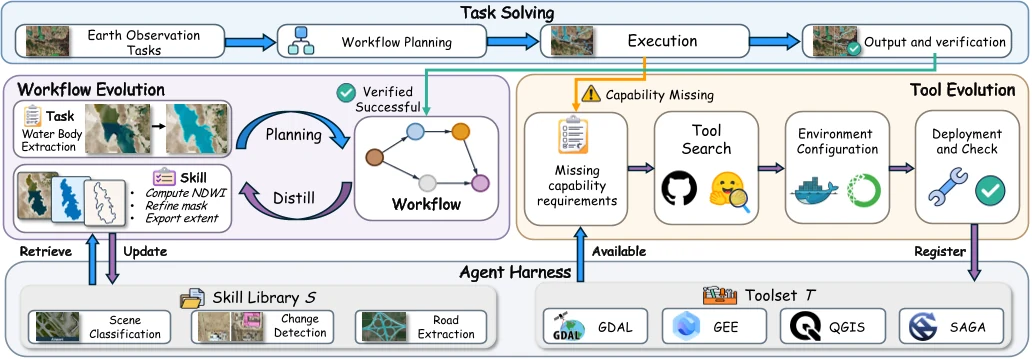 Task Solving
Earth Observation
Tasks
Workflow Planning
Execution
Output and verification
Workflow Evolution
Verified
Successful
Task
Water Body
Extraction
Planning
Skill
• Compute NDWI
• Refine mask
• Export extent
Distill
Workflow
Capability Missing
Tool Evolution
Missing
capability
requirements
Tool
Search
Environment
Configuration
Deployment
and Check
Retrieve
Update
Available
Register
Agent Harness
Skill Library S
Scene
Classification
Change
Detection
Road
Extraction
Toolset T
GDAL
GDAL
GEE
QGIS
SAGA